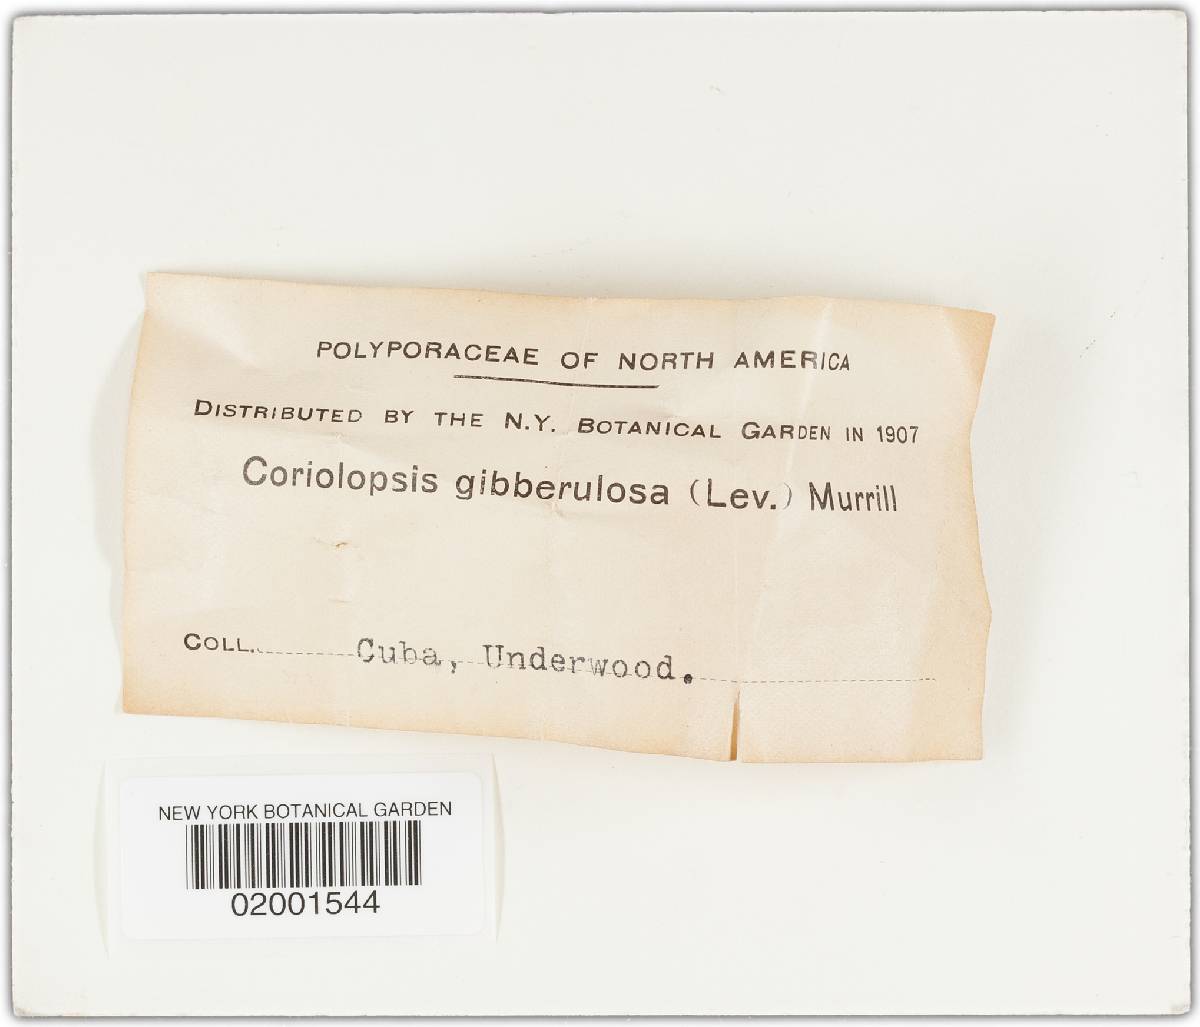 POLYPORACEAE OF NORTH AMERICA
DISTRIBUTED BY THE N.Y. BOTANICAL GARDEN IN 1907
Coriolopsis gibberulosa (Lev.) Murrill
COLL. Cuba, Underwood.
NEW YORK BOTANICAL GARDEN
02001544